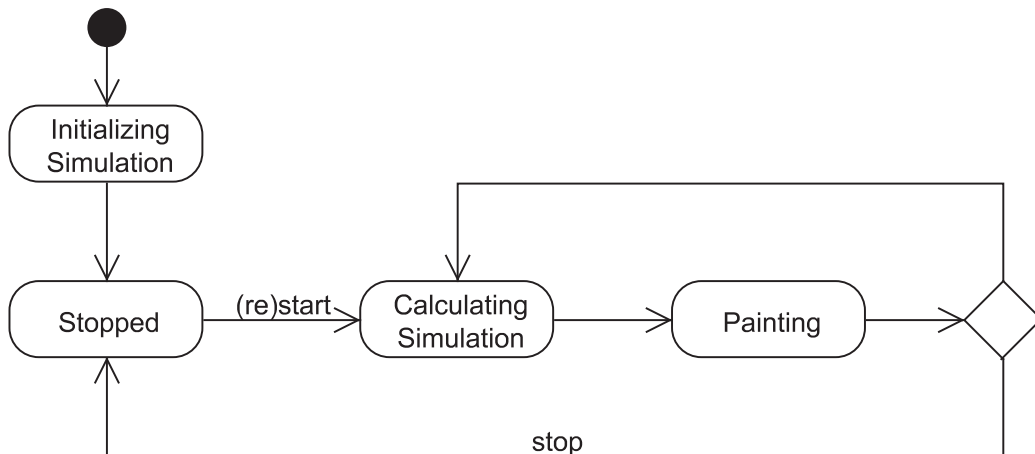 Initializing
Simulation
Stopped
(re)start
Calculating
Simulation
Painting
stop